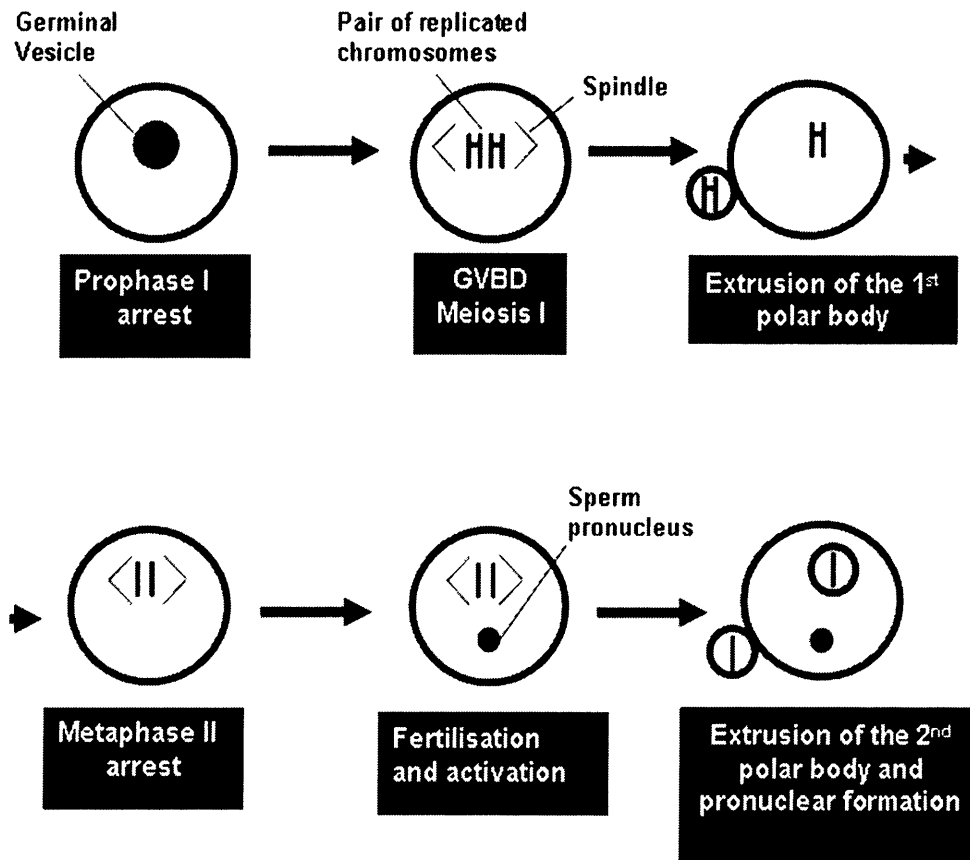 Germinal
Vesicle
Pair of replicated
chromosomes
Spindle
Prophase I
arrest
GVBD
Meiosis I
Extrusion of the 1st
polar body
Sperm
pronucleus
Metaphase II
arrest
Fertilisation
and activation
Extrusion of the 2nd
polar body and
pronuclear formation